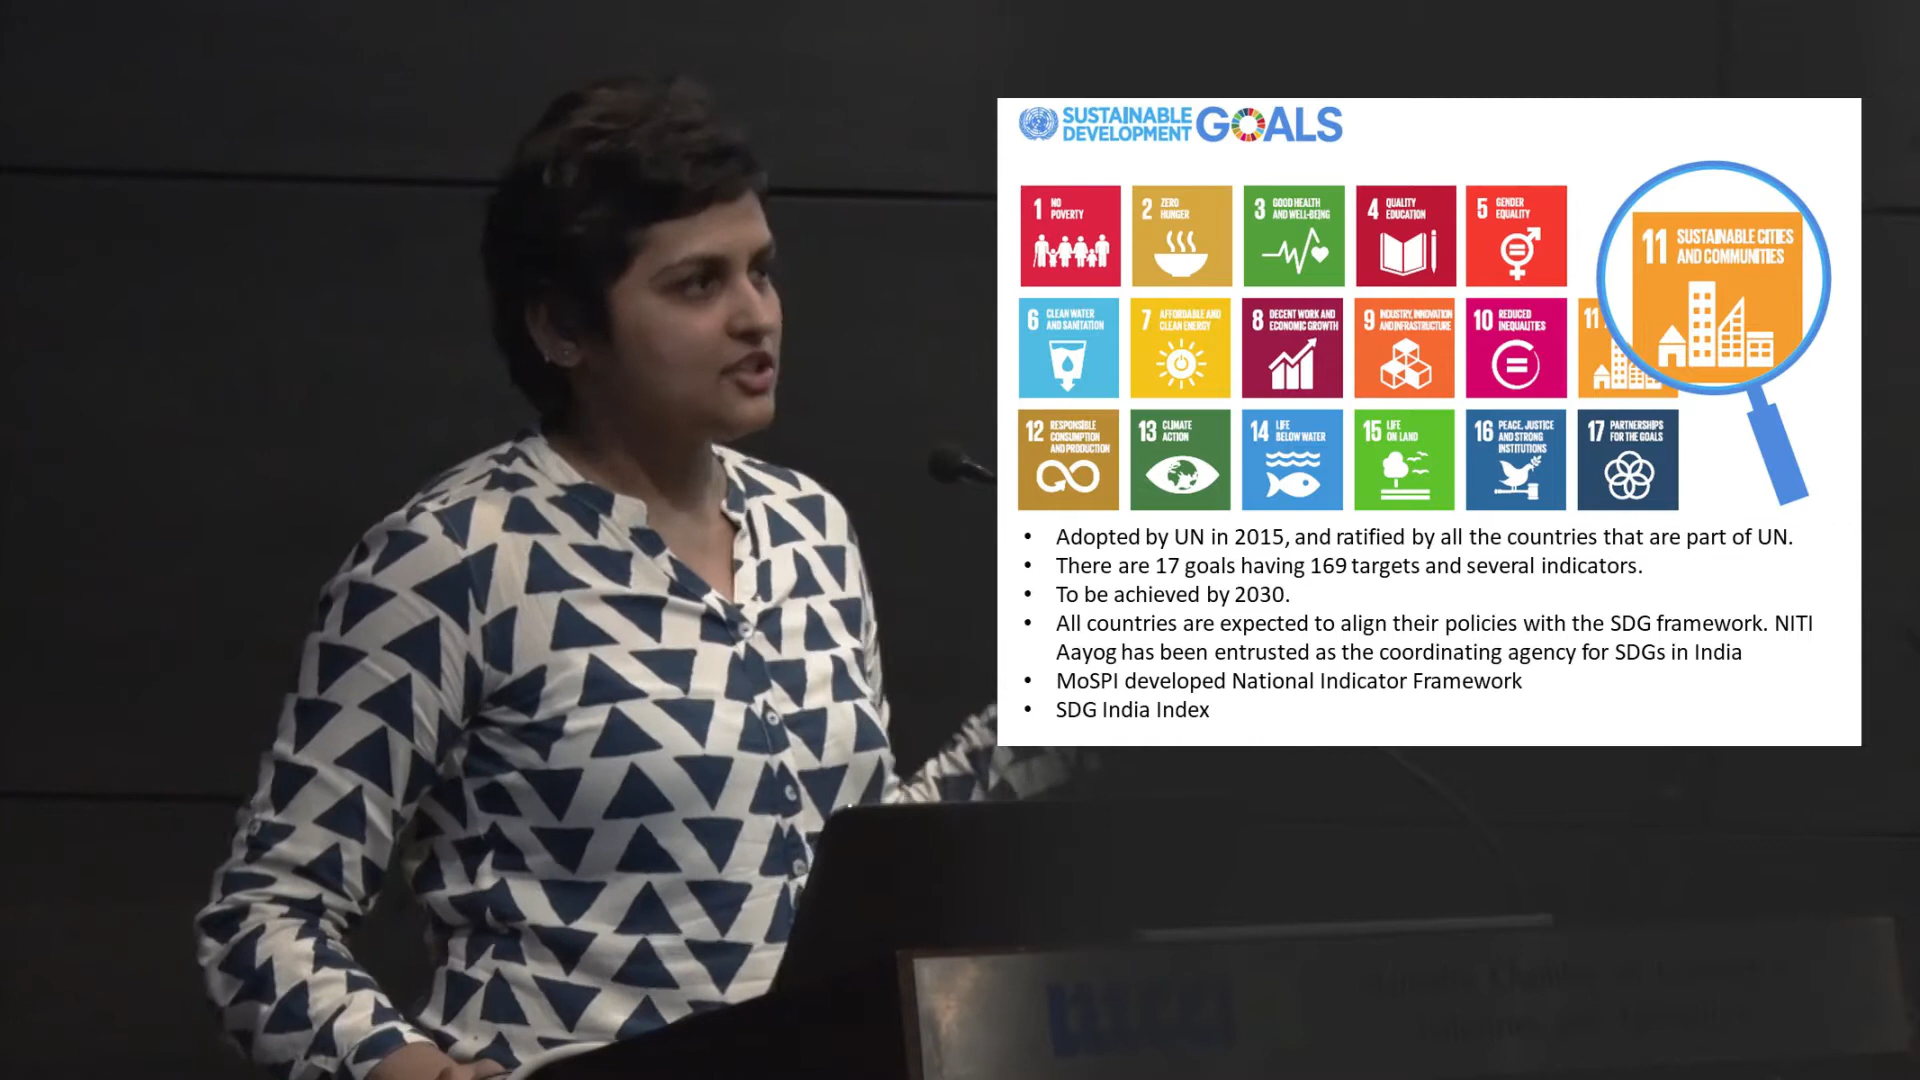 SUSTAINABLE
DEVELOPMENT GOALS
1 NO
POVERTY
2 ZERO
HUNGER
3 GOOD HEALTH
AND WELL-BEING
4 QUALITY
EDUCATION
5 GENDER
EQUALITY
11 SUSTAINABLE CITIES
AND COMMUNITIES
6 CLEAN WATER
AND SANITATION
7 AFFORDABLE AND
CLEAN ENERGY
8 DECENT WORK AND
ECONOMIC GROWTH
9 INDUSTRY, INNOVATION
AND INFRASTRUCTURE
10 REDUCED
INEQUALITIES
11
12 RESPONSIBLE
CONSUMPTION
AND PRODUCTION
13 CLIMATE
ACTION
14 LIFE
BELOW WATER
15 LIFE
ON LAND
16 PEACE, JUSTICE
AND STRONG
INSTITUTIONS
17 PARTNERSHIPS
FOR THE GOALS
• Adopted by UN in 2015, and ratified by all the countries that are part of UN.
• There are 17 goals having 169 targets and several indicators.
• To be achieved by 2030.
• All countries are expected to align their policies with the SDG framework. NITI
Aayog has been entrusted as the coordinating agency for SDGs in India
• MoSPI developed National Indicator Framework
• SDG India Index